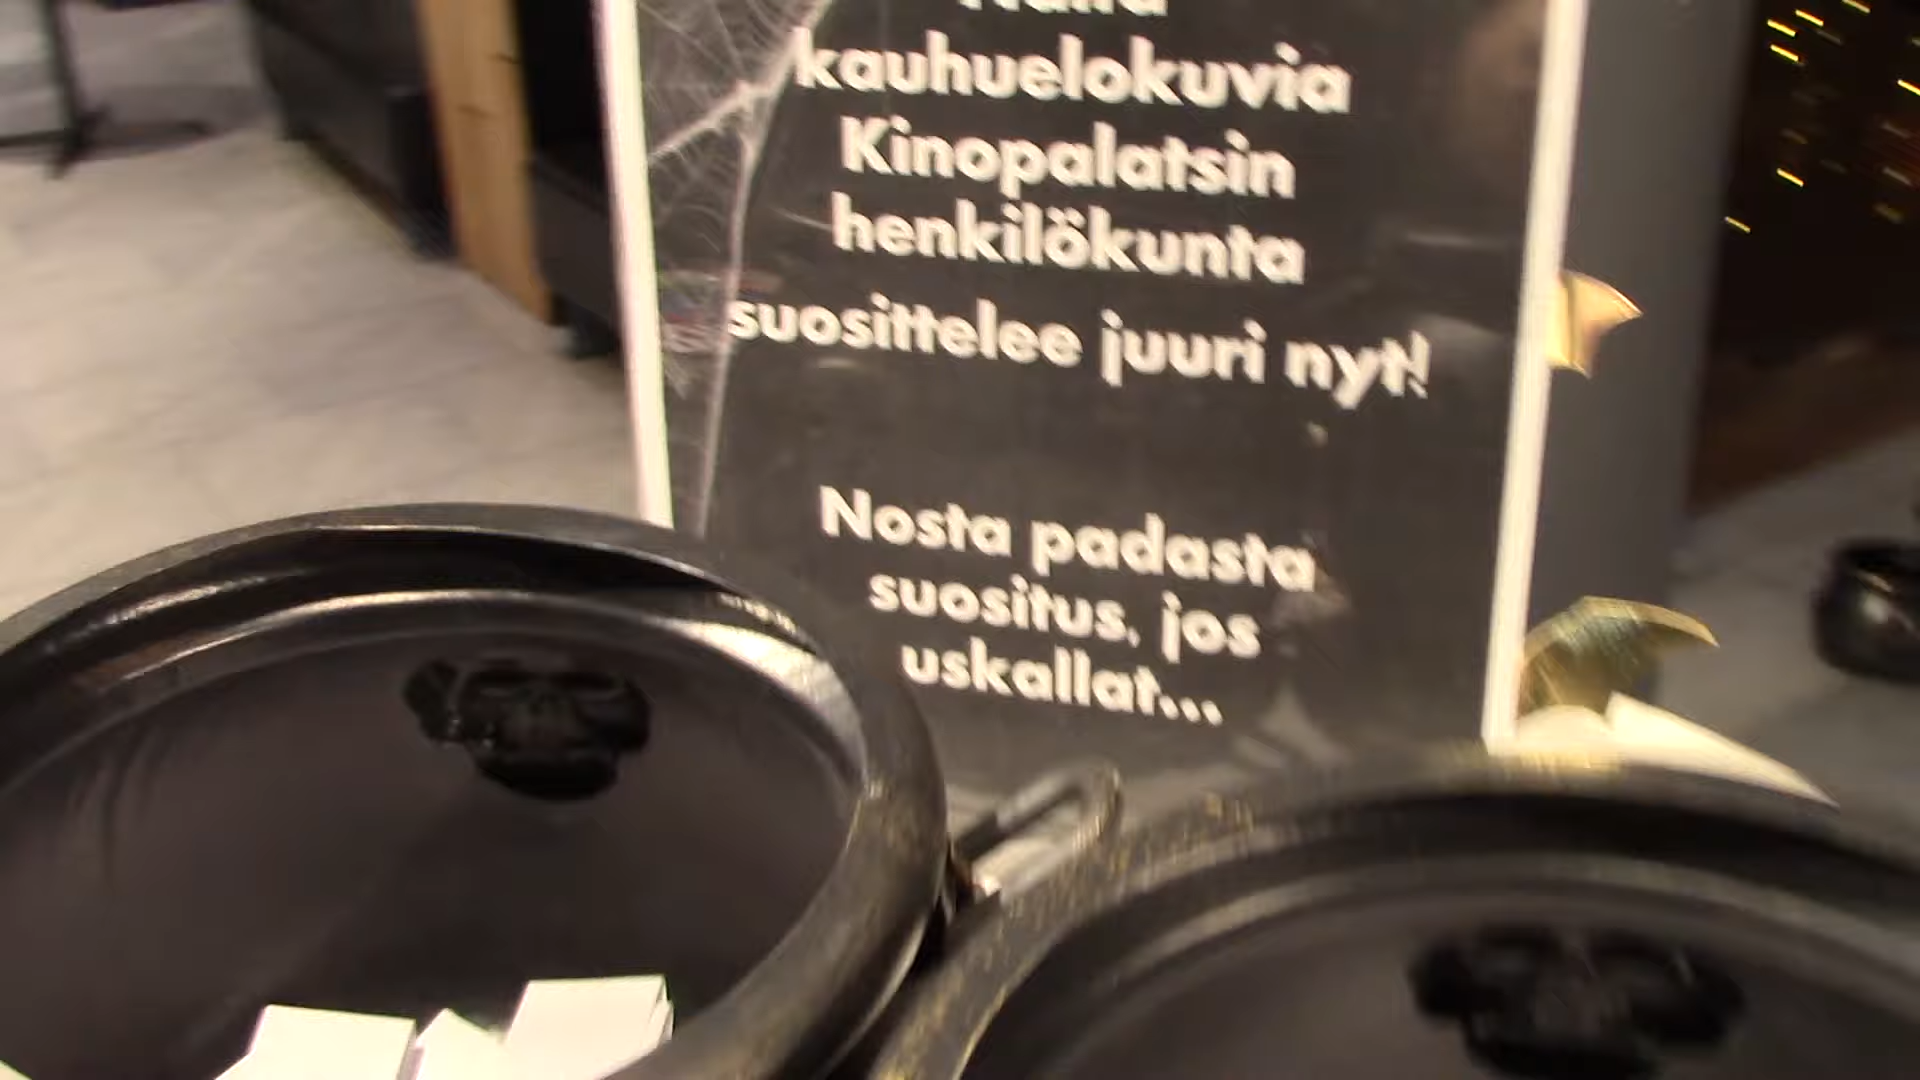 kauhuelokuvia
Kinopalatsin
henkilökunta
suosittelee juuri nyt!
Nosta padasta
suositus, jos
uskallat...